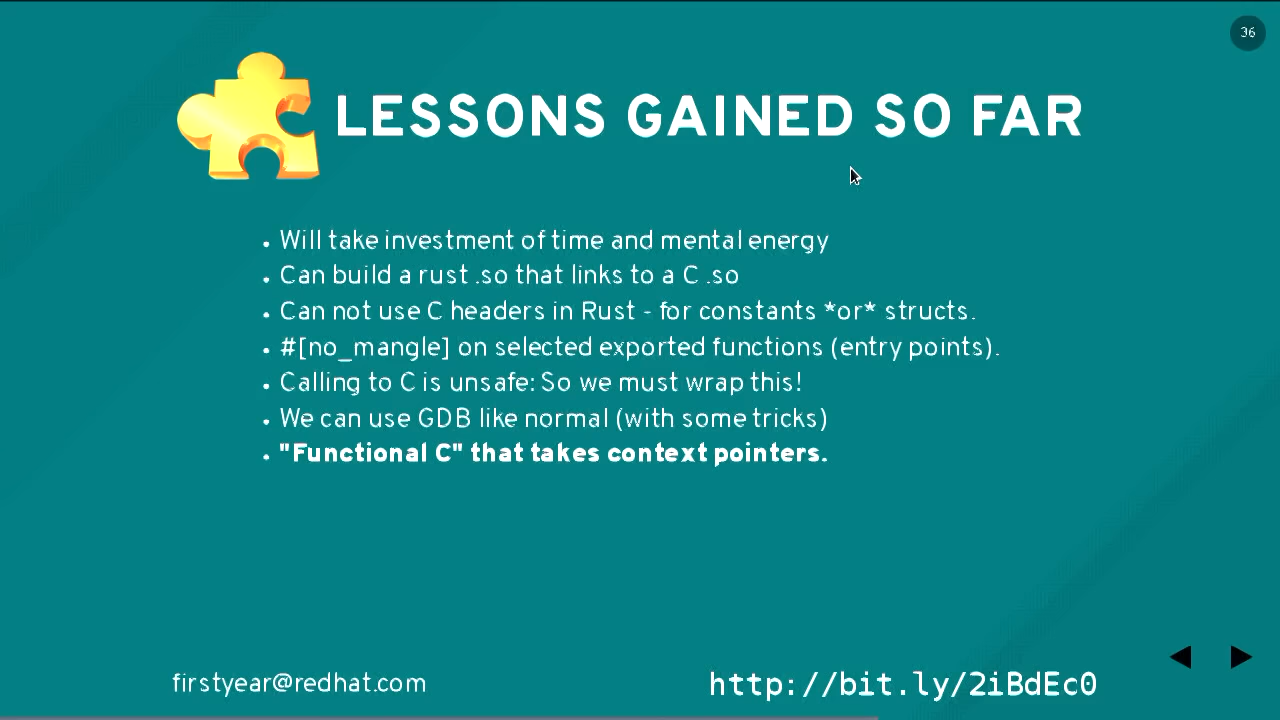 36
LESSONS GAINED SO FAR
• Will take investment of time and mental energy
• Can build a rust .so that links to a C .so
• Can not use C headers in Rust - for constants *or* structs.
• #[no_mangle] on selected exported functions (entry points).
• Calling to C is unsafe: So we must wrap this!
• We can use GDB like normal (with some tricks)
• "Functional C" that takes context pointers.
firstyear@redhat.com
http://bit.ly/2iBdEc0